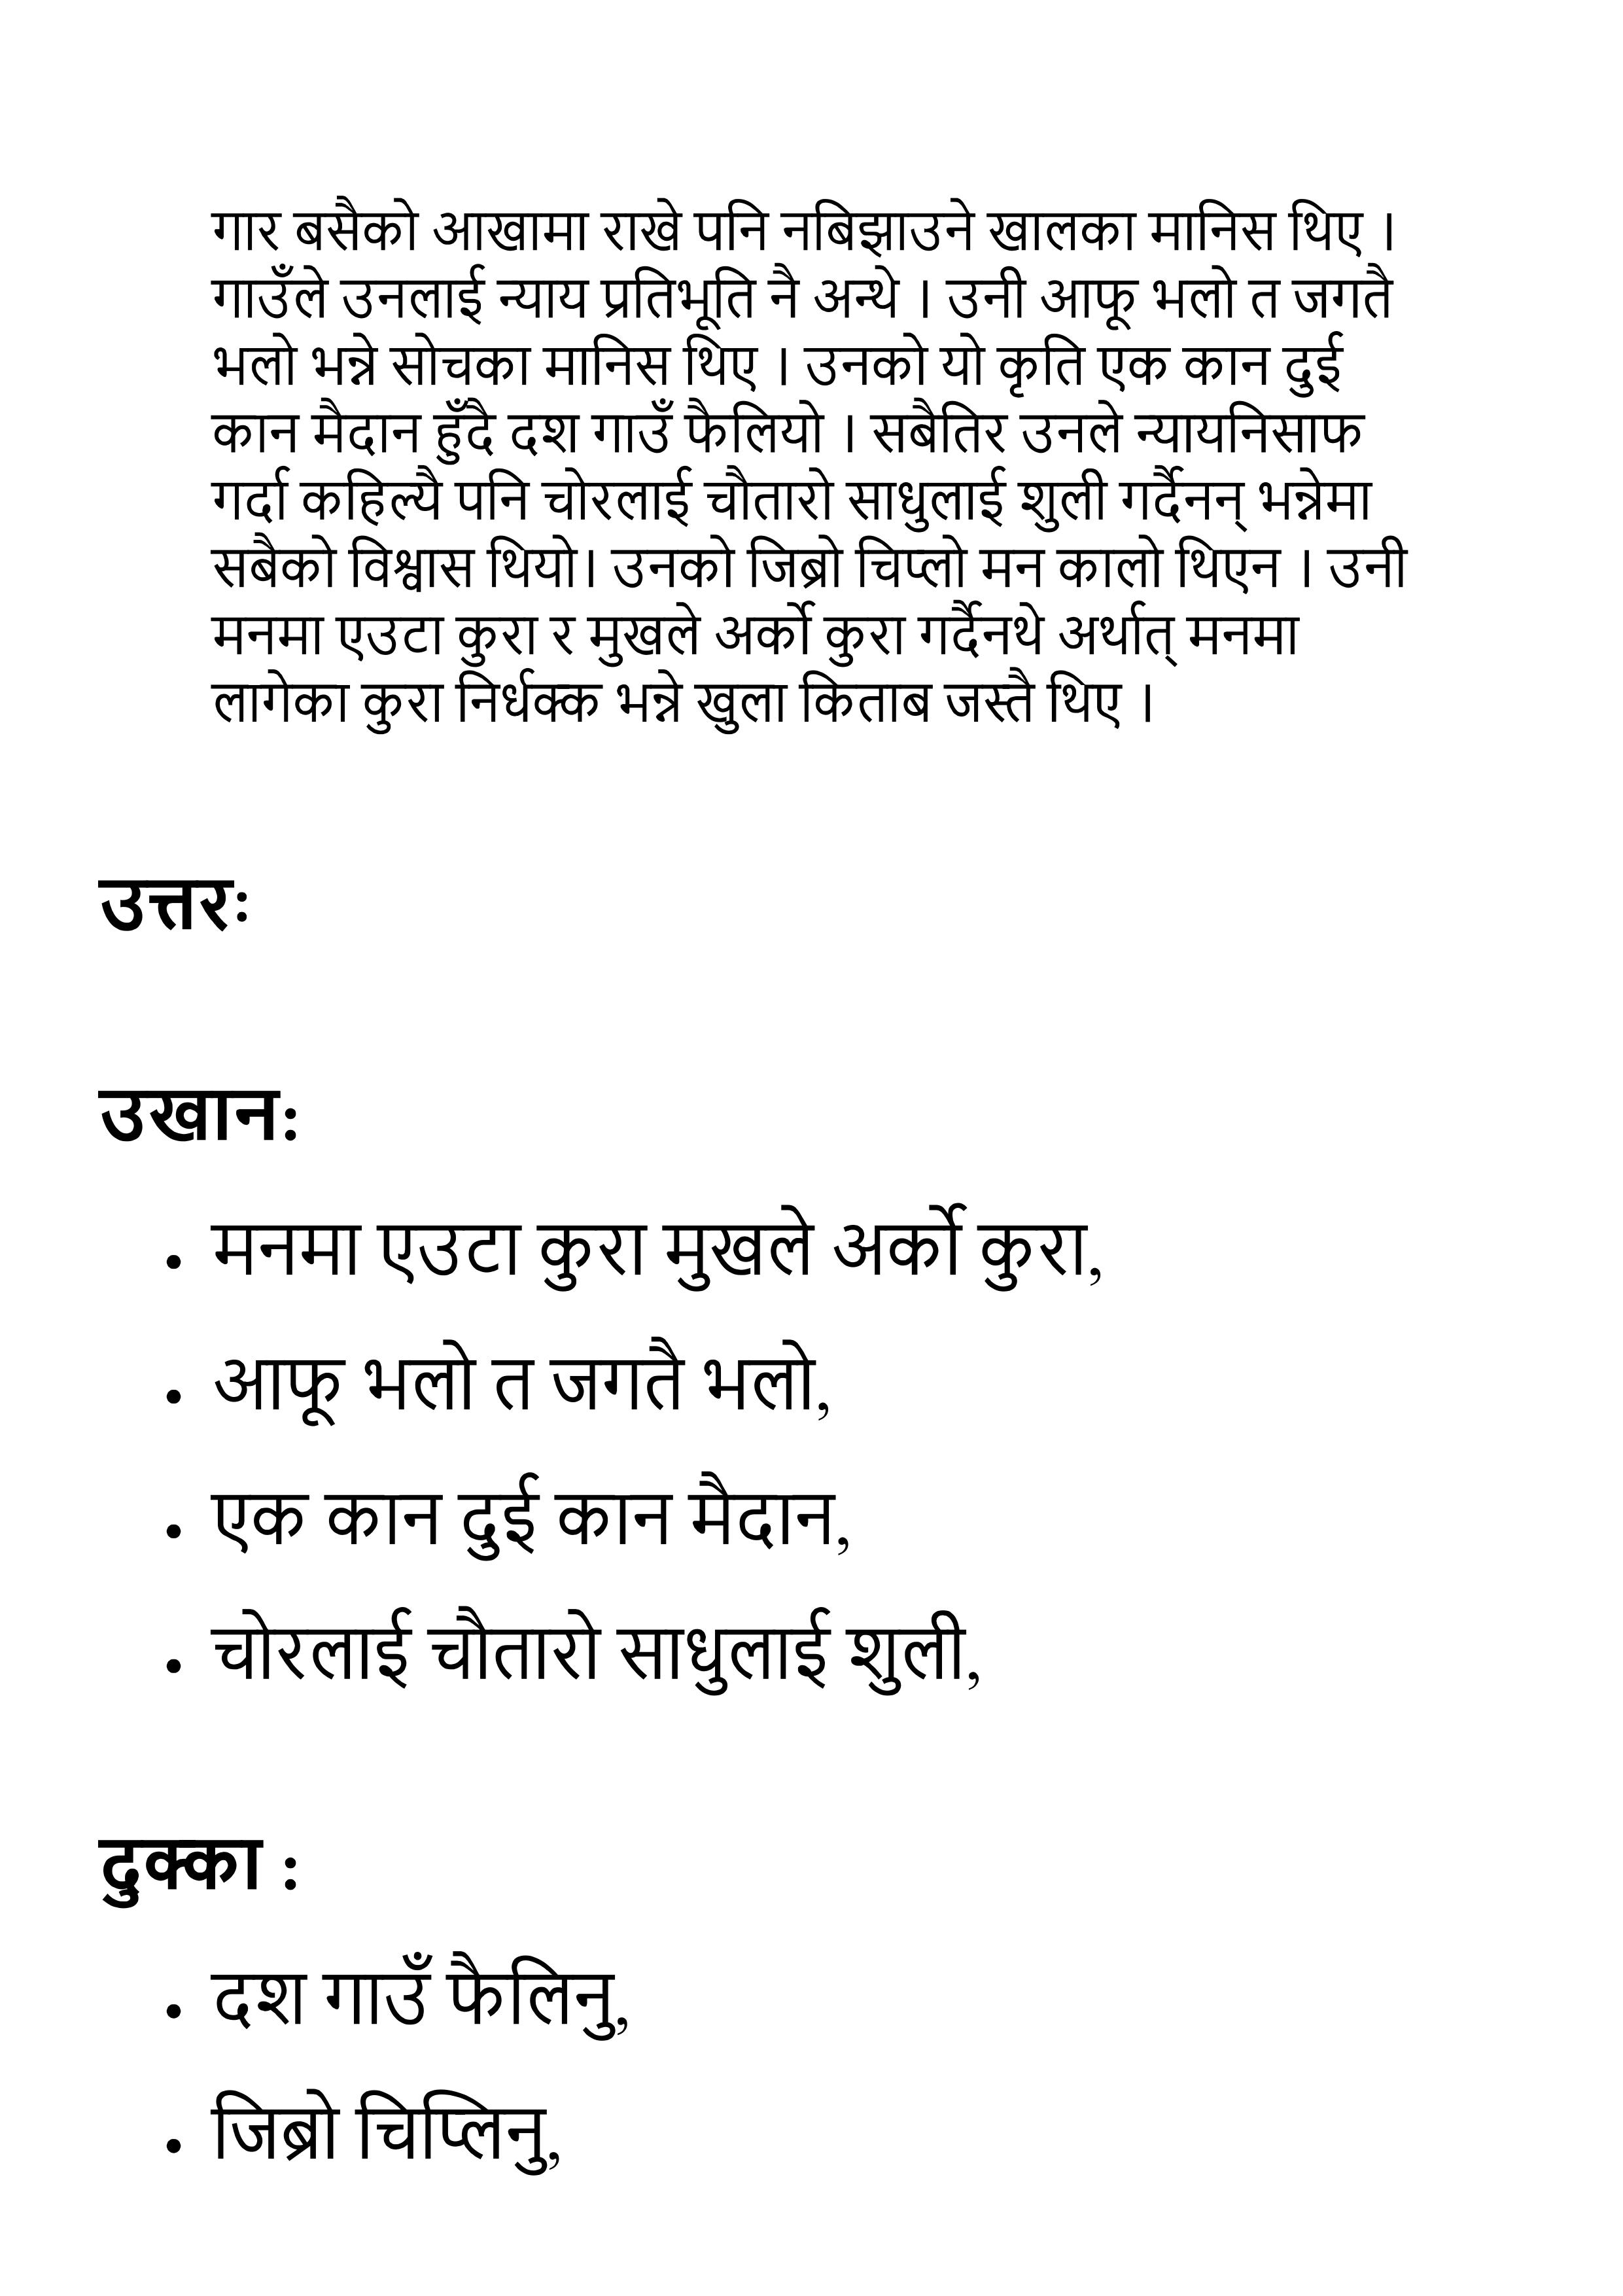 गार बसैको आखामा राखे पनि नबिझाउने खालका मानिस थिए ।
गाउँले उनलाई न्याय प्रतिभूति नै अन्थे । उनी आफू भलो त जगतै
भलो भन्ने सोचका मानिस थिए । उनको यो कृति एक कान दुई
कान मैदान हुँदै दश गाउँ फैलियो । सबैतिर उनले न्यायनिसाफ
गर्दा कहिल्यै पनि चोरलाई चौतारो साधुलाई शुली गर्दैनन् भन्नेमा
सबैको विश्वास थियो। उनको जिब्रो चिप्लो मन कालो थिएन । उनी
मनमा एउटा कुरा र मुखले अर्को कुरा गर्दैनथे अर्थात् मनमा
लागेका कुरा निर्धक्क भन्ने खुला किताब जस्तै थिए ।
उत्तरः
उखान:
• मनमा एउटा कुरा मुखले अर्को कुरा,
• आफू भलो त जगतै भलो,
• एक कान दुई कान मैदान,
• चोरलाई चौतारो साधुलाई शुली,
दुक्का :
• दश गाउँ फैलिनु,
• जिब्रो चिप्लिनु,